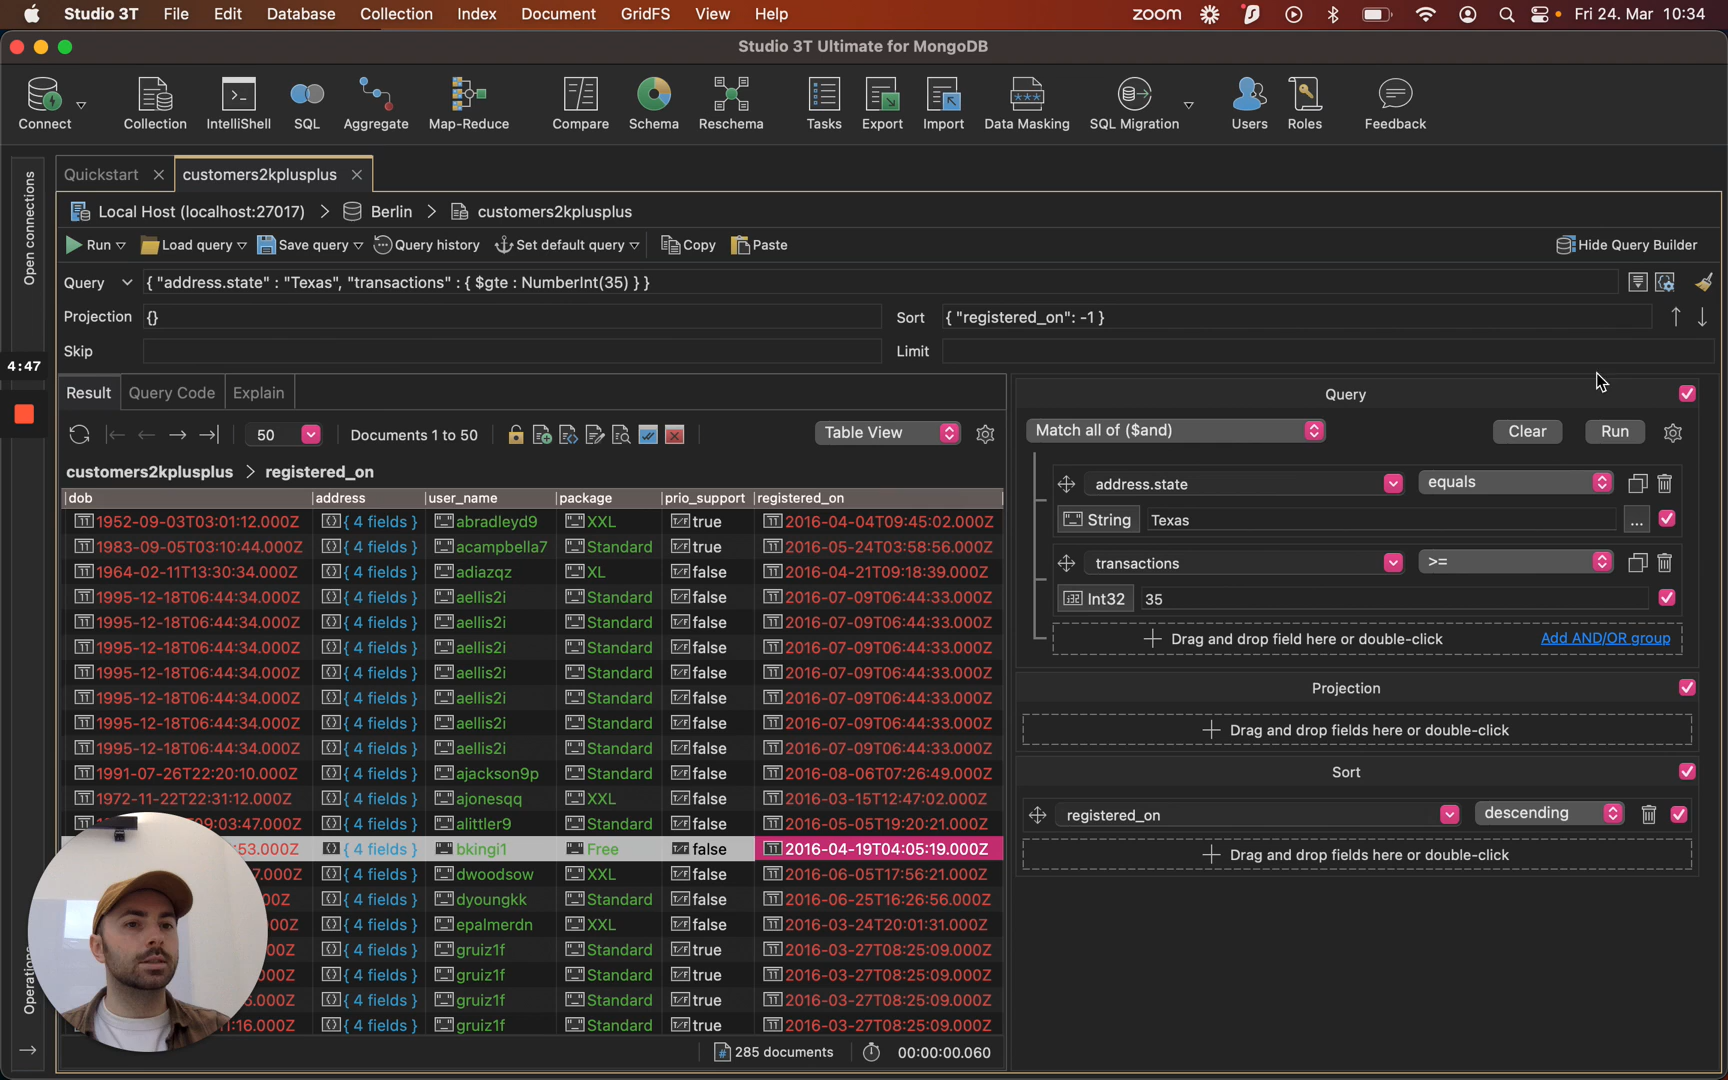 Studio 3T File Edit Database Collection Index Document GridFS View Help zoom Fri 24. Mar 10:34
Studio 3T Ultimate for MongoDB
Connect Collection IntelliShell SQL Aggregate Map-Reduce Compare Schema Reschema Tasks Export Import Data Masking SQL Migration Users Roles Feedback
Open connections
Quickstart customers2kplusplus
Local Host (localhost:27017) > Berlin > customers2kplusplus
Run Load query Save query Query history Set default query Copy Paste Hide Query Builder
Query { "address.state" : "Texas", "transactions" : { $gte : NumberInt(35) } }
Projection {} Sort { "registered_on": -1 }
Skip Limit
4:47
Result Query Code Explain
50 Documents 1 to 50 Table View
customers2kplusplus > registered_on
dob address user_name package prio_support registered_on
1952-09-03T03:01:12.000Z { 4 fields } abradleyd9 XXL true 2016-04-04T09:45:02.000Z
1983-09-05T03:10:44.000Z { 4 fields } acampbella7 Standard true 2016-05-24T03:58:56.000Z
1964-02-11T13:30:34.000Z { 4 fields } adiazqz XL false 2016-04-21T09:18:39.000Z
1995-12-18T06:44:34.000Z { 4 fields } aellis2i Standard false 2016-07-09T06:44:33.000Z
1995-12-18T06:44:34.000Z { 4 fields } aellis2i Standard false 2016-07-09T06:44:33.000Z
1995-12-18T06:44:34.000Z { 4 fields } aellis2i Standard false 2016-07-09T06:44:33.000Z
1995-12-18T06:44:34.000Z { 4 fields } aellis2i Standard false 2016-07-09T06:44:33.000Z
1995-12-18T06:44:34.000Z { 4 fields } aellis2i Standard false 2016-07-09T06:44:33.000Z
1995-12-18T06:44:34.000Z { 4 fields } aellis2i Standard false 2016-07-09T06:44:33.000Z
1995-12-18T06:44:34.000Z { 4 fields } aellis2i Standard false 2016-07-09T06:44:33.000Z
1991-07-26T22:20:10.000Z { 4 fields } ajackson9p Standard false 2016-08-06T07:26:49.000Z
1972-11-22T22:31:12.000Z { 4 fields } ajonesqq XXL false 2016-03-15T12:47:02.000Z
09:03:47.000Z { 4 fields } alittler9 Standard false 2016-05-05T19:20:21.000Z
53.000Z { 4 fields } bkingi1 Free false 2016-04-19T04:05:19.000Z
7.000Z { 4 fields } dwoodsow XXL false 2016-06-05T17:56:21.000Z
00Z { 4 fields } dyoungkk Standard false 2016-06-25T16:26:56.000Z
00Z { 4 fields } epalmerdn XXL false 2016-03-24T20:01:31.000Z
00Z { 4 fields } gruiz1f Standard true 2016-03-27T08:25:09.000Z
000Z { 4 fields } gruiz1f Standard true 2016-03-27T08:25:09.000Z
6.000Z { 4 fields } gruiz1f Standard true 2016-03-27T08:25:09.000Z
11:16.000Z { 4 fields } gruiz1f Standard true 2016-03-27T08:25:09.000Z
285 documents 00:00:00.060
Operations
Query
Match all of ($and) Clear Run
address.state equals
String Texas ...
transactions >=
Int32 35
Drag and drop field here or double-click Add AND/OR group
Projection
Drag and drop fields here or double-click
Sort
registered_on descending
Drag and drop fields here or double-click